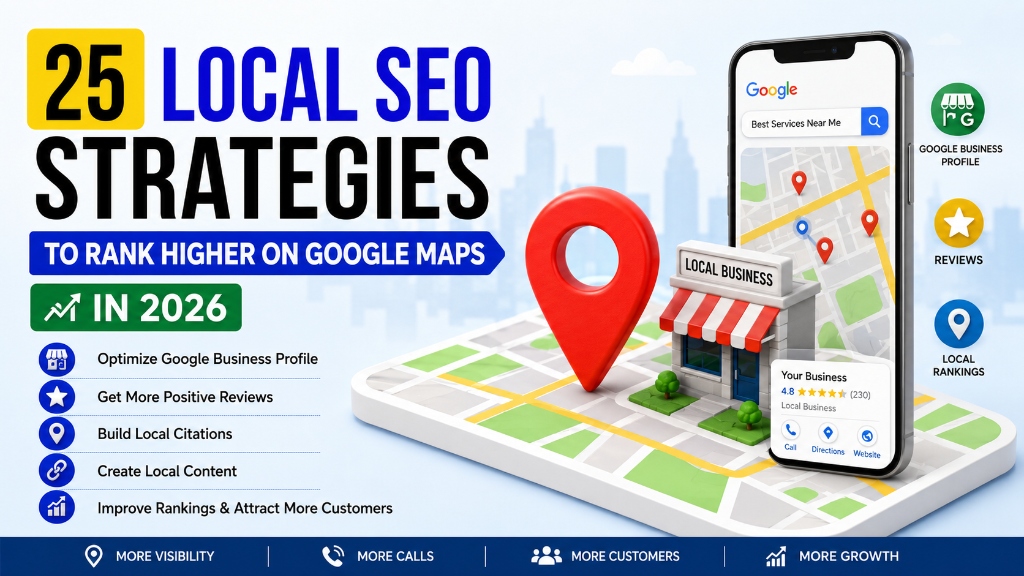 25 LOCAL SEO
STRATEGIES
TO RANK HIGHER ON GOOGLE MAPS
IN 2026
Optimize Google Business Profile
Get More Positive Reviews
Build Local Citations
Create Local Content
Improve Rankings & Attract More Customers
LOCAL BUSINESS
Google
Best Services Near Me
Your Business
4.8 (230)
Local Business
Call Directions Website
G
GOOGLE BUSINESS
PROFILE
REVIEWS
LOCAL
RANKINGS
MORE VISIBILITY
MORE CALLS
MORE CUSTOMERS
MORE GROWTH